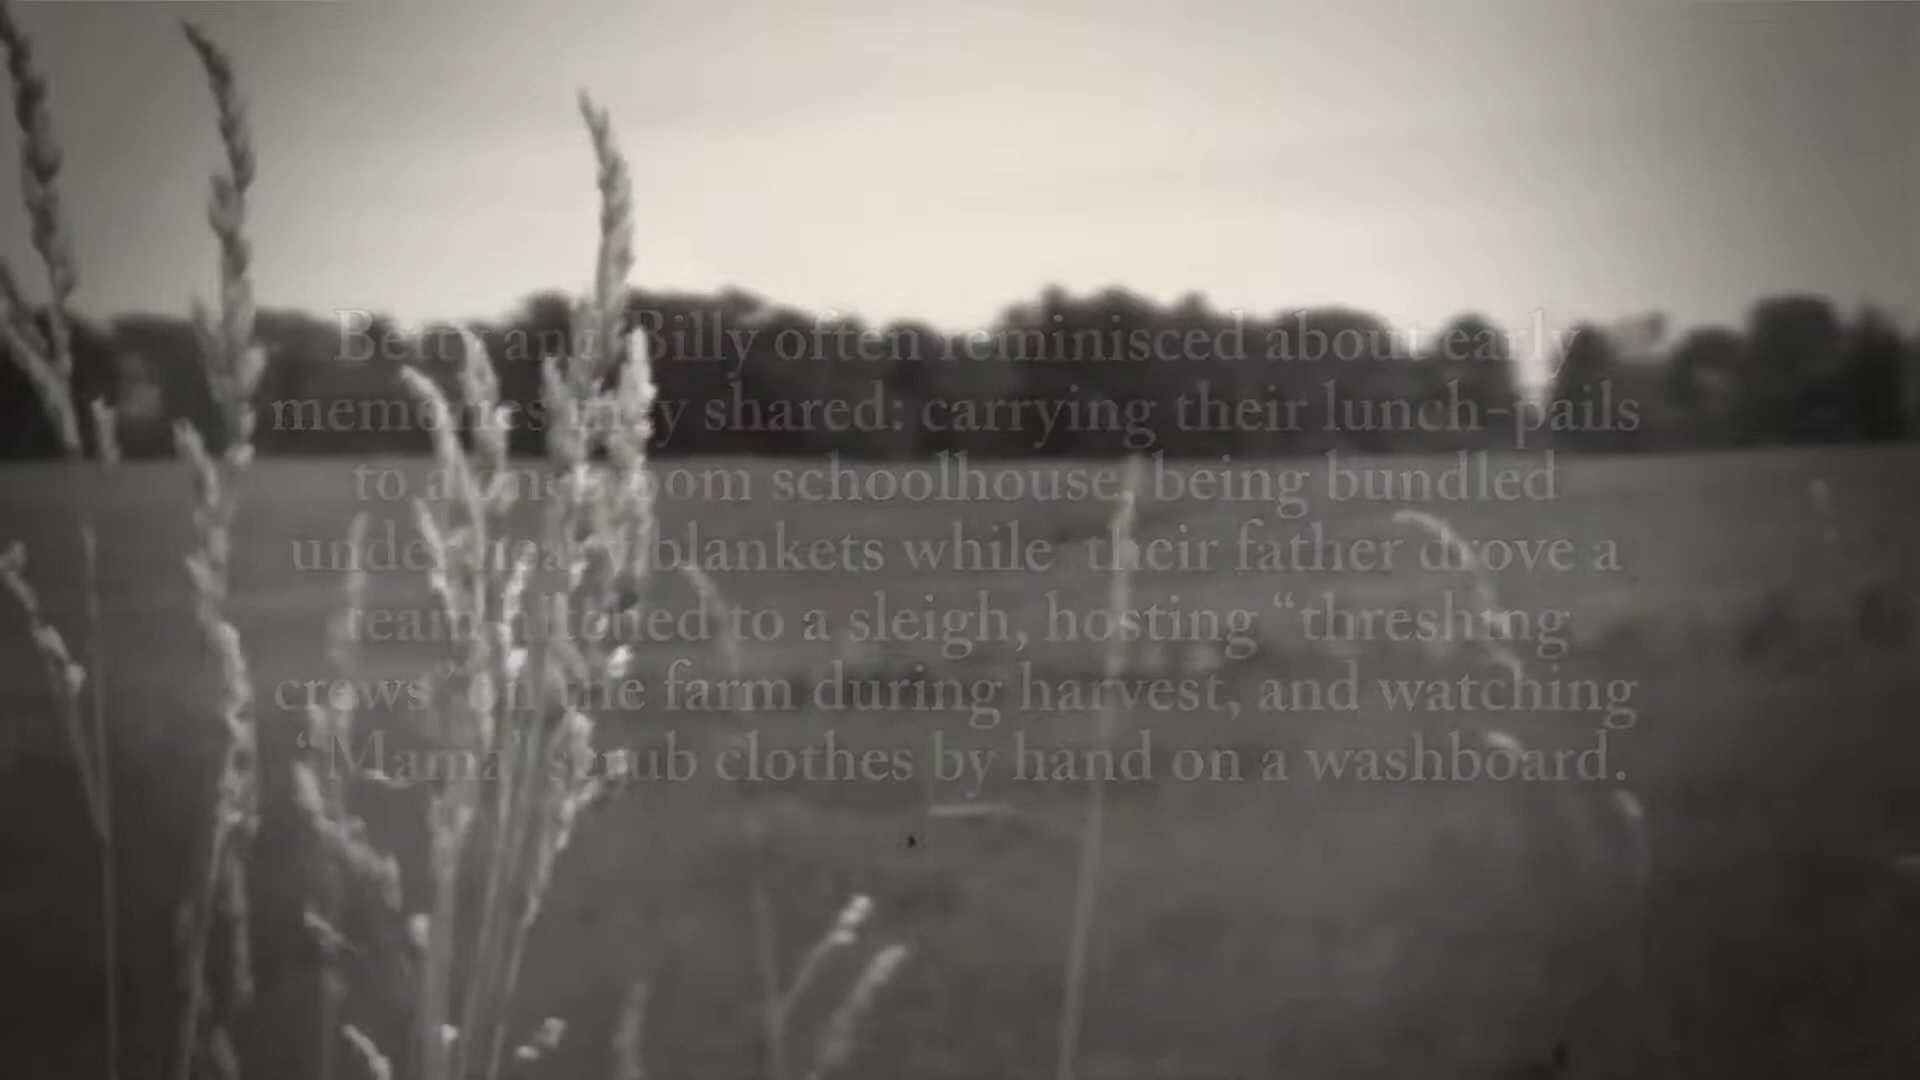 Betty and Billy often reminisced about early
memories they shared: carrying their lunch-pails
to a one room schoolhouse, being bundled
under heavy blankets while their father drove a
team hitched to a sleigh, hosting “threshing
crews” on the farm during harvest, and watching
“Mama” scrub clothes by hand on a washboard.